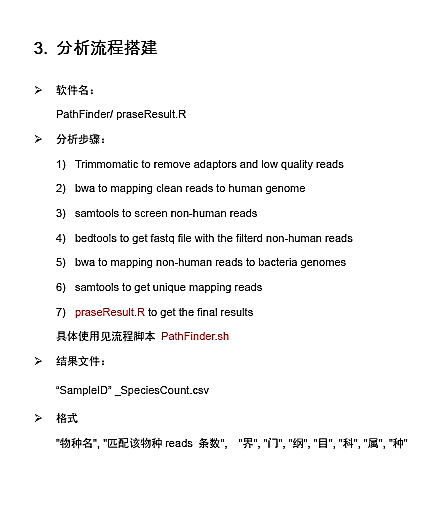 3. 分析流程搭建
➢ 软件名：
PathFinder/ praseResult.R
➢ 分析步骤：
1) Trimmomatic to remove adaptors and low quality reads
2) bwa to mapping clean reads to human genome
3) samtools to screen non-human reads
4) bedtools to get fastq file with the filterd non-human reads
5) bwa to mapping non-human reads to bacteria genomes
6) samtools to get unique mapping reads
7) praseResult.R to get the final results
具体使用见流程脚本 PathFinder.sh
➢ 结果文件：
“SampleID” _SpeciesCount.csv
➢ 格式
"物种名", "匹配该物种 reads 条数", "界", "门", "纲", "目", "科", "属", "种"